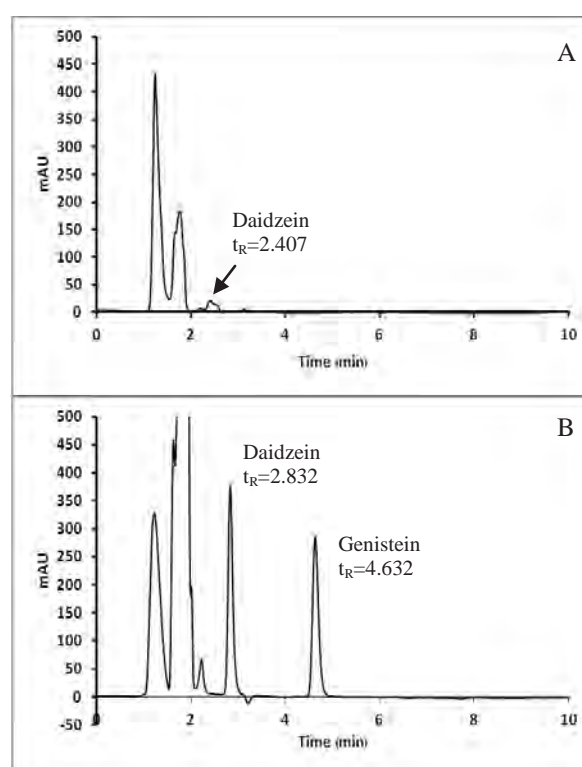 A
500
450
400
350
300
250
200
150
100
50
0
mAU
Daidzein
tR=2.407
0 2 4 6 8 10
Time (min)
B
500
450
400
350
300
250
200
150
100
50
0
-50
mAU
Daidzein
tR=2.832
Genistein
tR=4.632
0 2 4 6 8 10
Time (min)